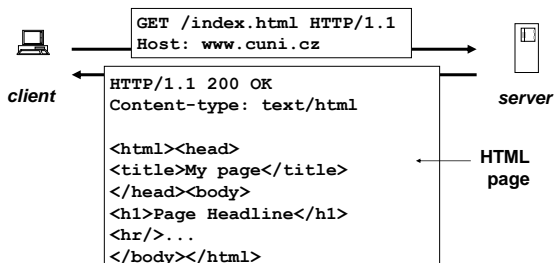 GET /index.html HTTP/1.1
Host: www.cuni.cz
client
server
HTTP/1.1 200 OK
Content-type: text/html
<html><head>
<title>My page</title>
</head><body>
<h1>Page Headline</h1>
<hr/>...
</body></html>
HTML
page